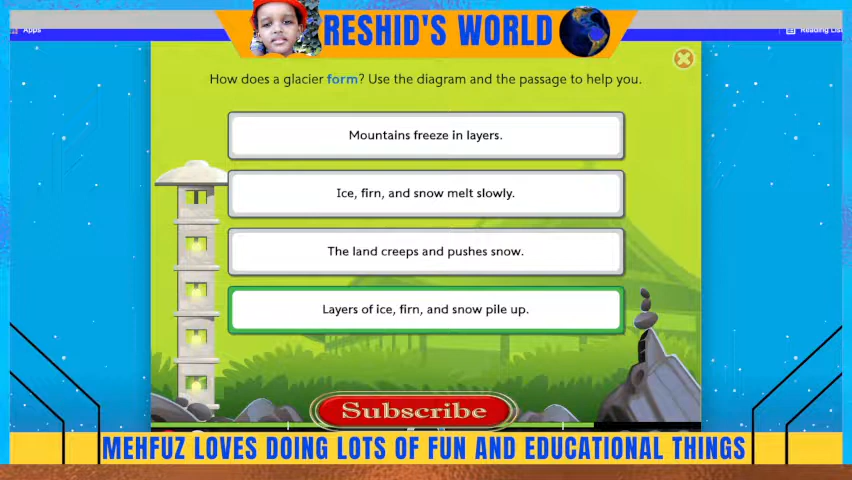 RESHID'S WORLD
Apps
Reading List
How does a glacier form? Use the diagram and the passage to help you.
Mountains freeze in layers.
Ice, firn, and snow melt slowly.
The land creeps and pushes snow.
Layers of ice, firn, and snow pile up.
Subscribe
MEHFUZ LOVES DOING LOTS OF FUN AND EDUCATIONAL THINGS